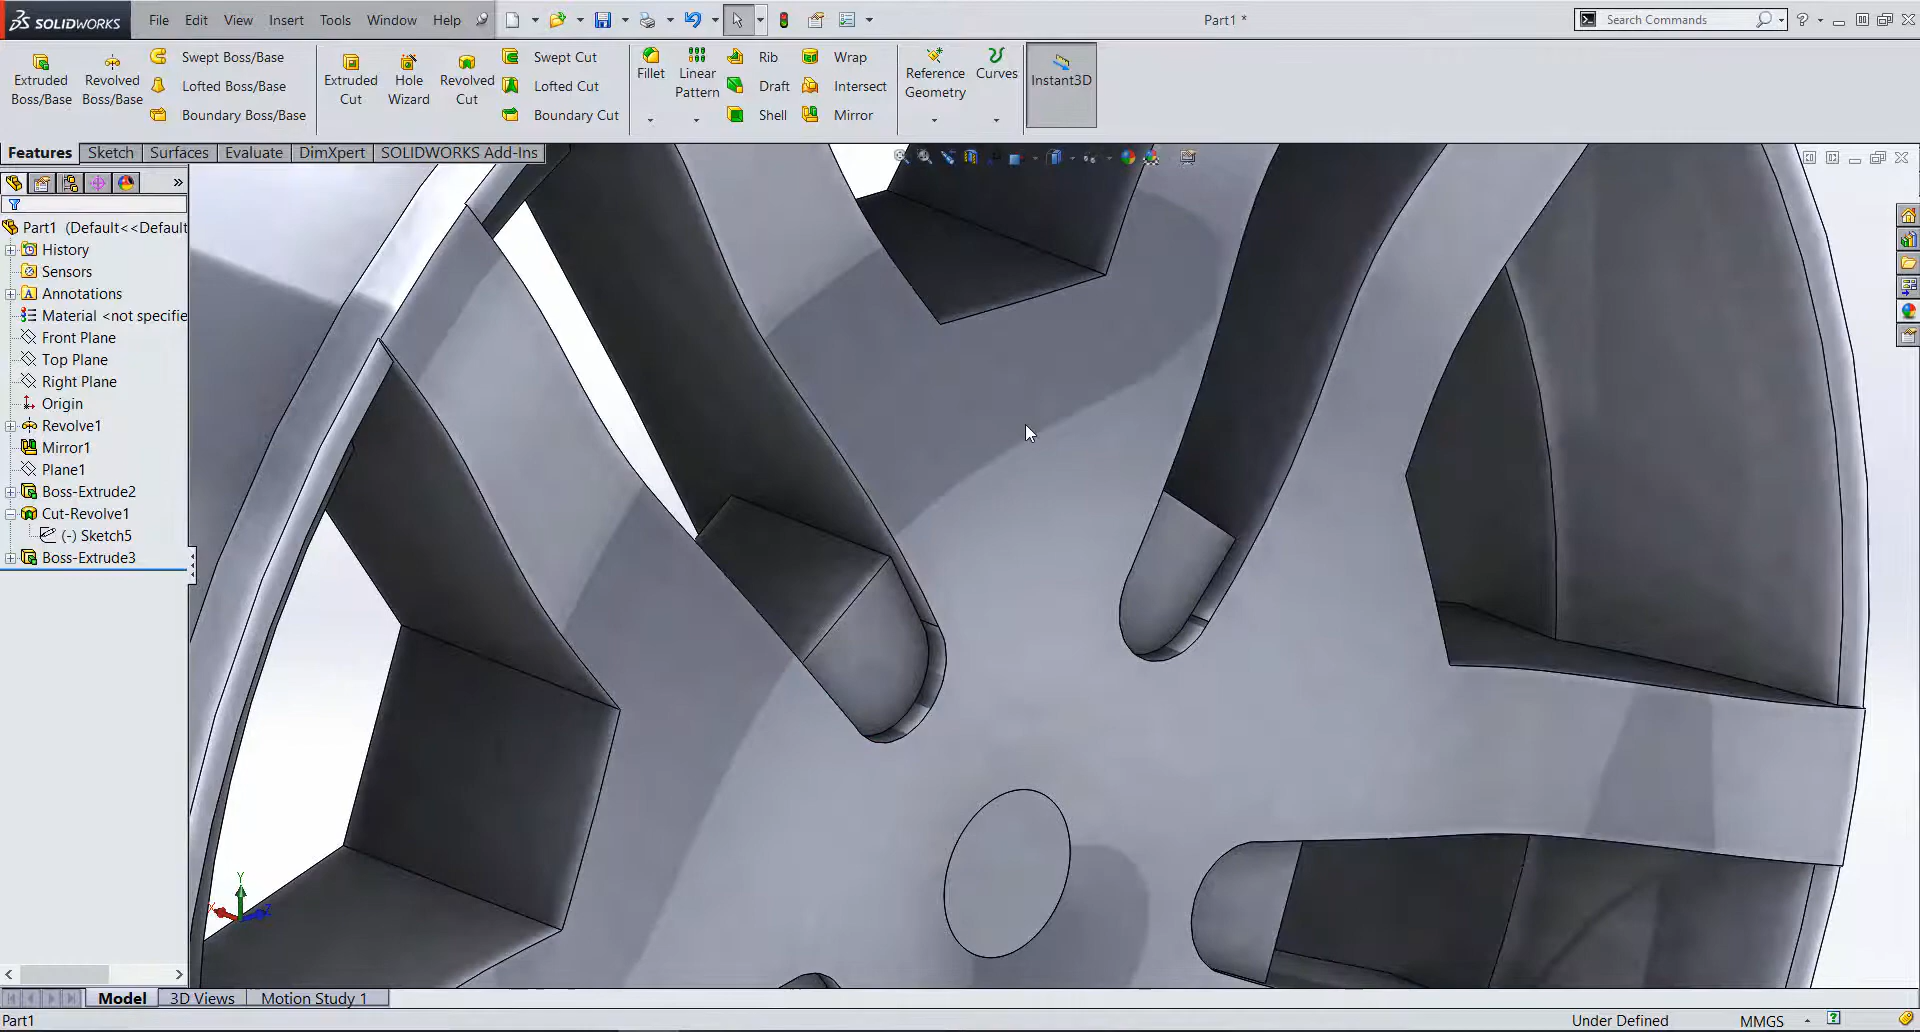 SOLIDWORKS File Edit View Insert Tools Window Help Part1 * Search Commands
Extruded Boss/Base
Revolved Boss/Base
Swept Boss/Base
Lofted Boss/Base
Boundary Boss/Base
Extruded Cut
Hole Wizard
Revolved Cut
Swept Cut
Lofted Cut
Boundary Cut
Fillet
Linear Pattern
Rib
Draft
Shell
Wrap
Intersect
Mirror
Reference Geometry
Curves
Instant3D
Features Sketch Surfaces Evaluate DimXpert SOLIDWORKS Add-Ins
Part1 (Default<<Default
History
Sensors
Annotations
Material <not specifie
Front Plane
Top Plane
Right Plane
Origin
Revolve1
Mirror1
Plane1
Boss-Extrude2
Cut-Revolve1
(-) Sketch5
Boss-Extrude3
Y
X
Z
Model 3D Views Motion Study 1
Part1 Under Defined MMGS